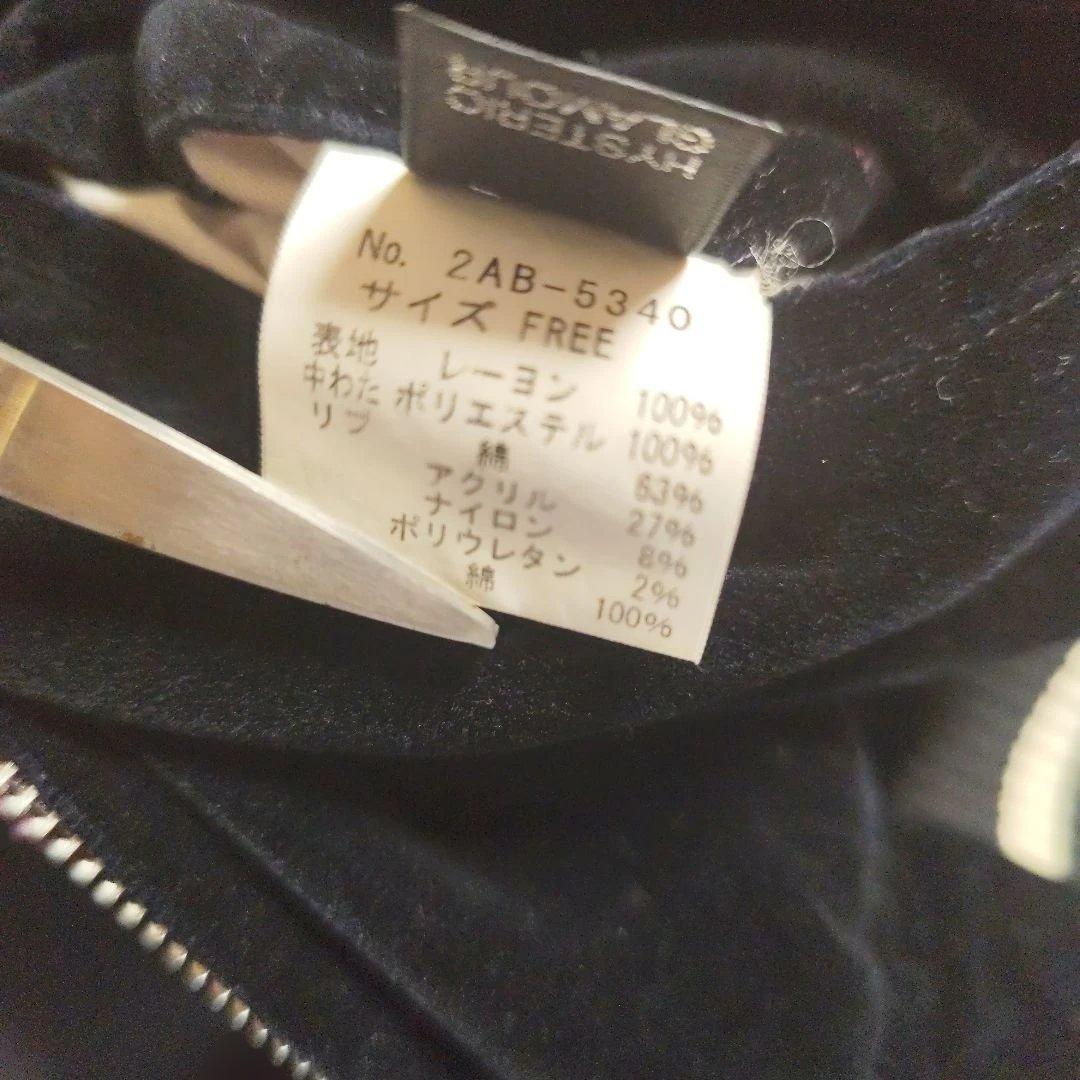 HYSTERIC
GLAMOUR
No. 2AB-5340
サイズ FREE
表地 レーヨン 100%
中わた ポリエステル 100%
リブ 綿 63%
アクリル 27%
ナイロン 8%
ポリウレタン 2%
綿 100%